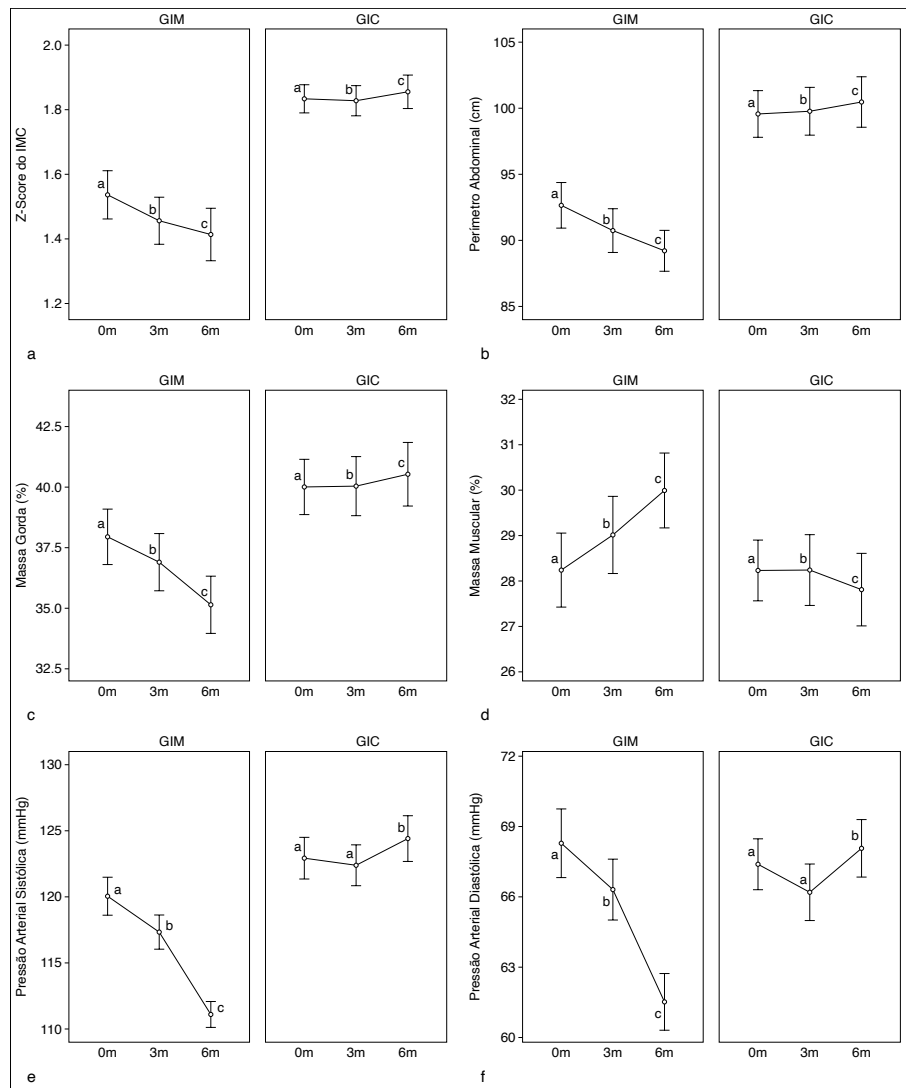 GIM GIC
Z-Score do IMC
2.0
1.8
1.6
1.4
1.2
a b c
a b c
0m 3m 6m 0m 3m 6m
a
GIM GIC
Perímetro Abdominal (cm)
105
100
95
90
85
a b c
a b c
0m 3m 6m 0m 3m 6m
b
GIM GIC
Massa Gorda (%)
42.5
40.0
37.5
35.0
32.5
a b c
a b c
0m 3m 6m 0m 3m 6m
c
GIM GIC
Massa Muscular (%)
32
31
30
29
28
27
26
a b c
a b c
0m 3m 6m 0m 3m 6m
d
GIM GIC
Pressão Arterial Sistólica (mmHg)
130
125
120
115
110
a b c
a a b
0m 3m 6m 0m 3m 6m
e
GIM GIC
Pressão Arterial Diastólica (mmHg)
72
69
66
63
60
a b c
a a b
0m 3m 6m 0m 3m 6m
f